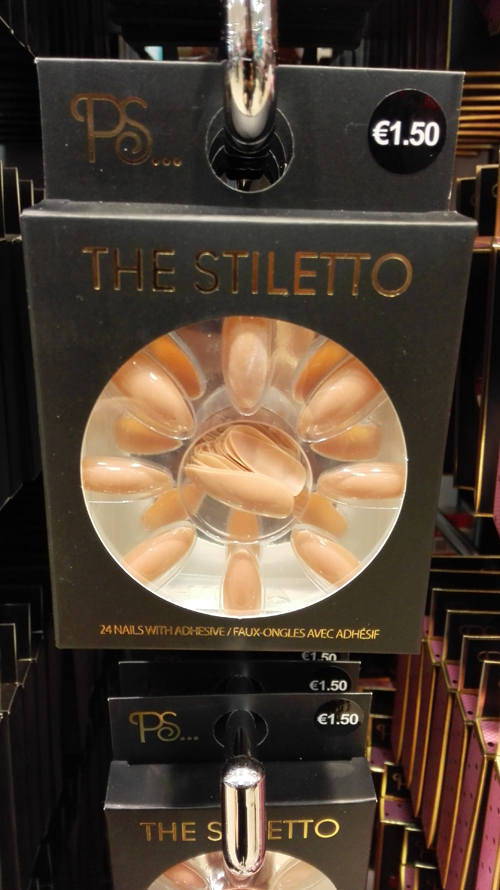 PS...
€1.50
THE STILETTO
24 NAILS WITH ADHESIVE / FAUX-ONGLES AVEC ADHÉSIF
€1.50
€1.50
PS...
€1.50
THE S ETTO